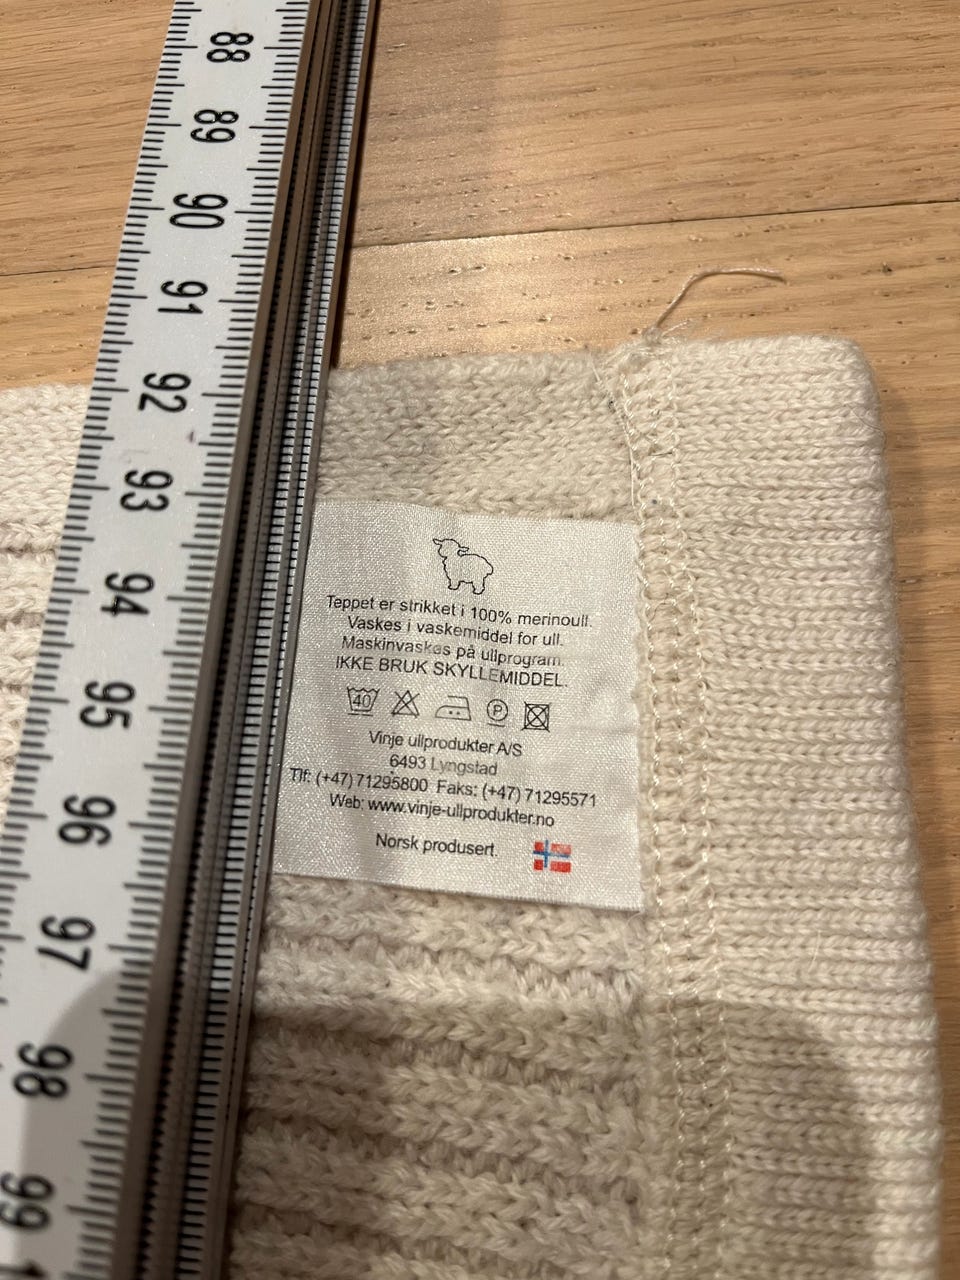 88
89
90
91
92
93
94
95
96
97
98
99
Teppet er strikket i 100% merinoull.
Vaskes i vaskemiddel for ull.
Maskinvaskes på ullprogram.
IKKE BRUK SKYLLEMIDDEL.
40 P
Vinje ullprodukter A/S
6493 Lyngstad
Tlf: (+47) 71295800 Faks: (+47) 71295571
Web: www.vinje-ullprodukter.no
Norsk produsert.